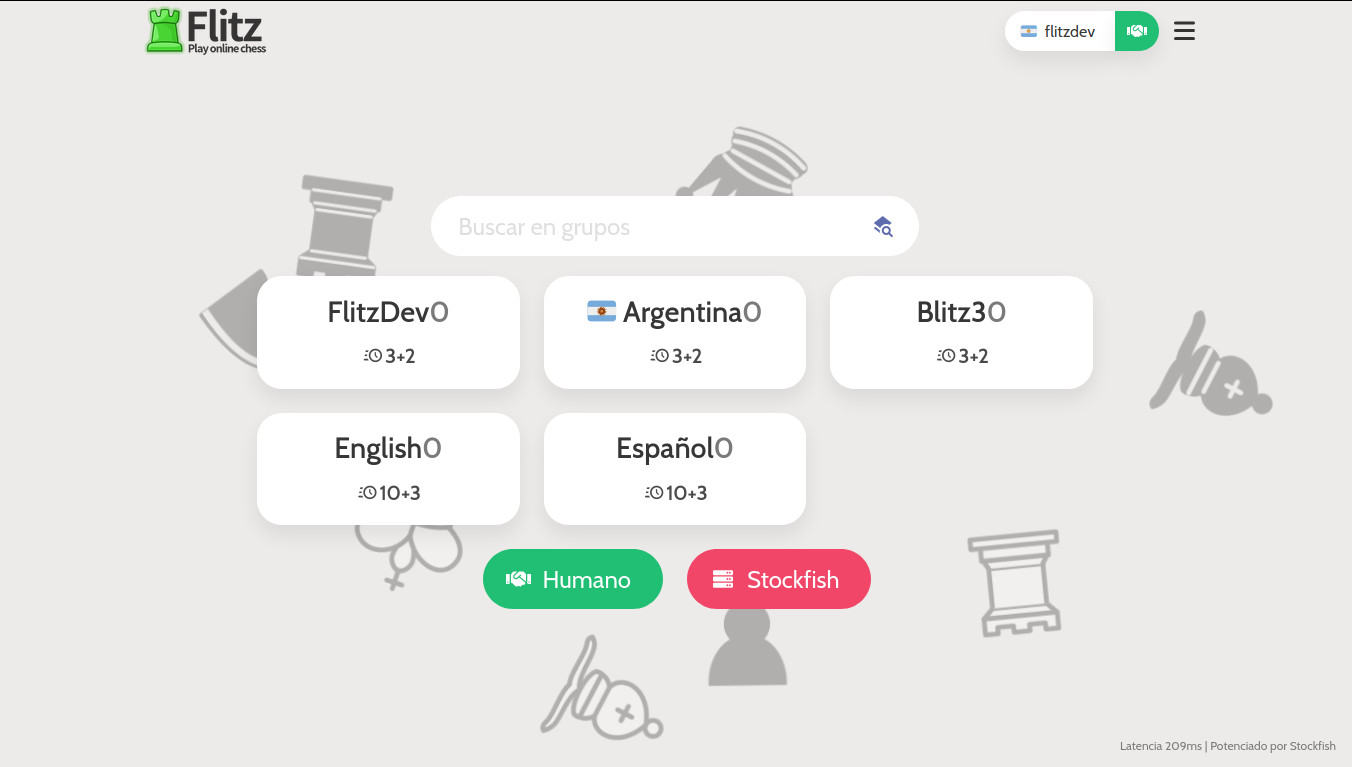 Flitz
Play online chess
flitzdev
Buscar en grupos
FlitzDev0
3+2
Argentina0
3+2
Blitz30
3+2
English0
10+3
Español0
10+3
Humano
Stockfish
Latencia 209ms | Potenciado por Stockfish